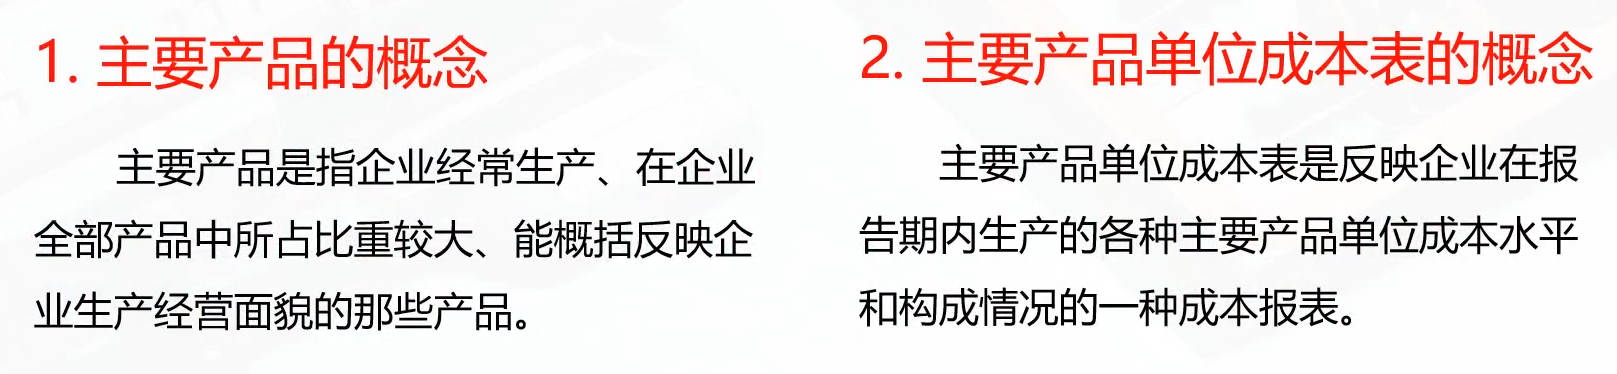 1. 主要产品的概念
主要产品是指企业经常生产、在企业
全部产品中所占比重较大、能概括反映企
业生产经营面貌的那些产品。
2. 主要产品单位成本表的概念
主要产品单位成本表是反映企业在报
告期内生产的各种主要产品单位成本水平
和构成情况的一种成本报表。